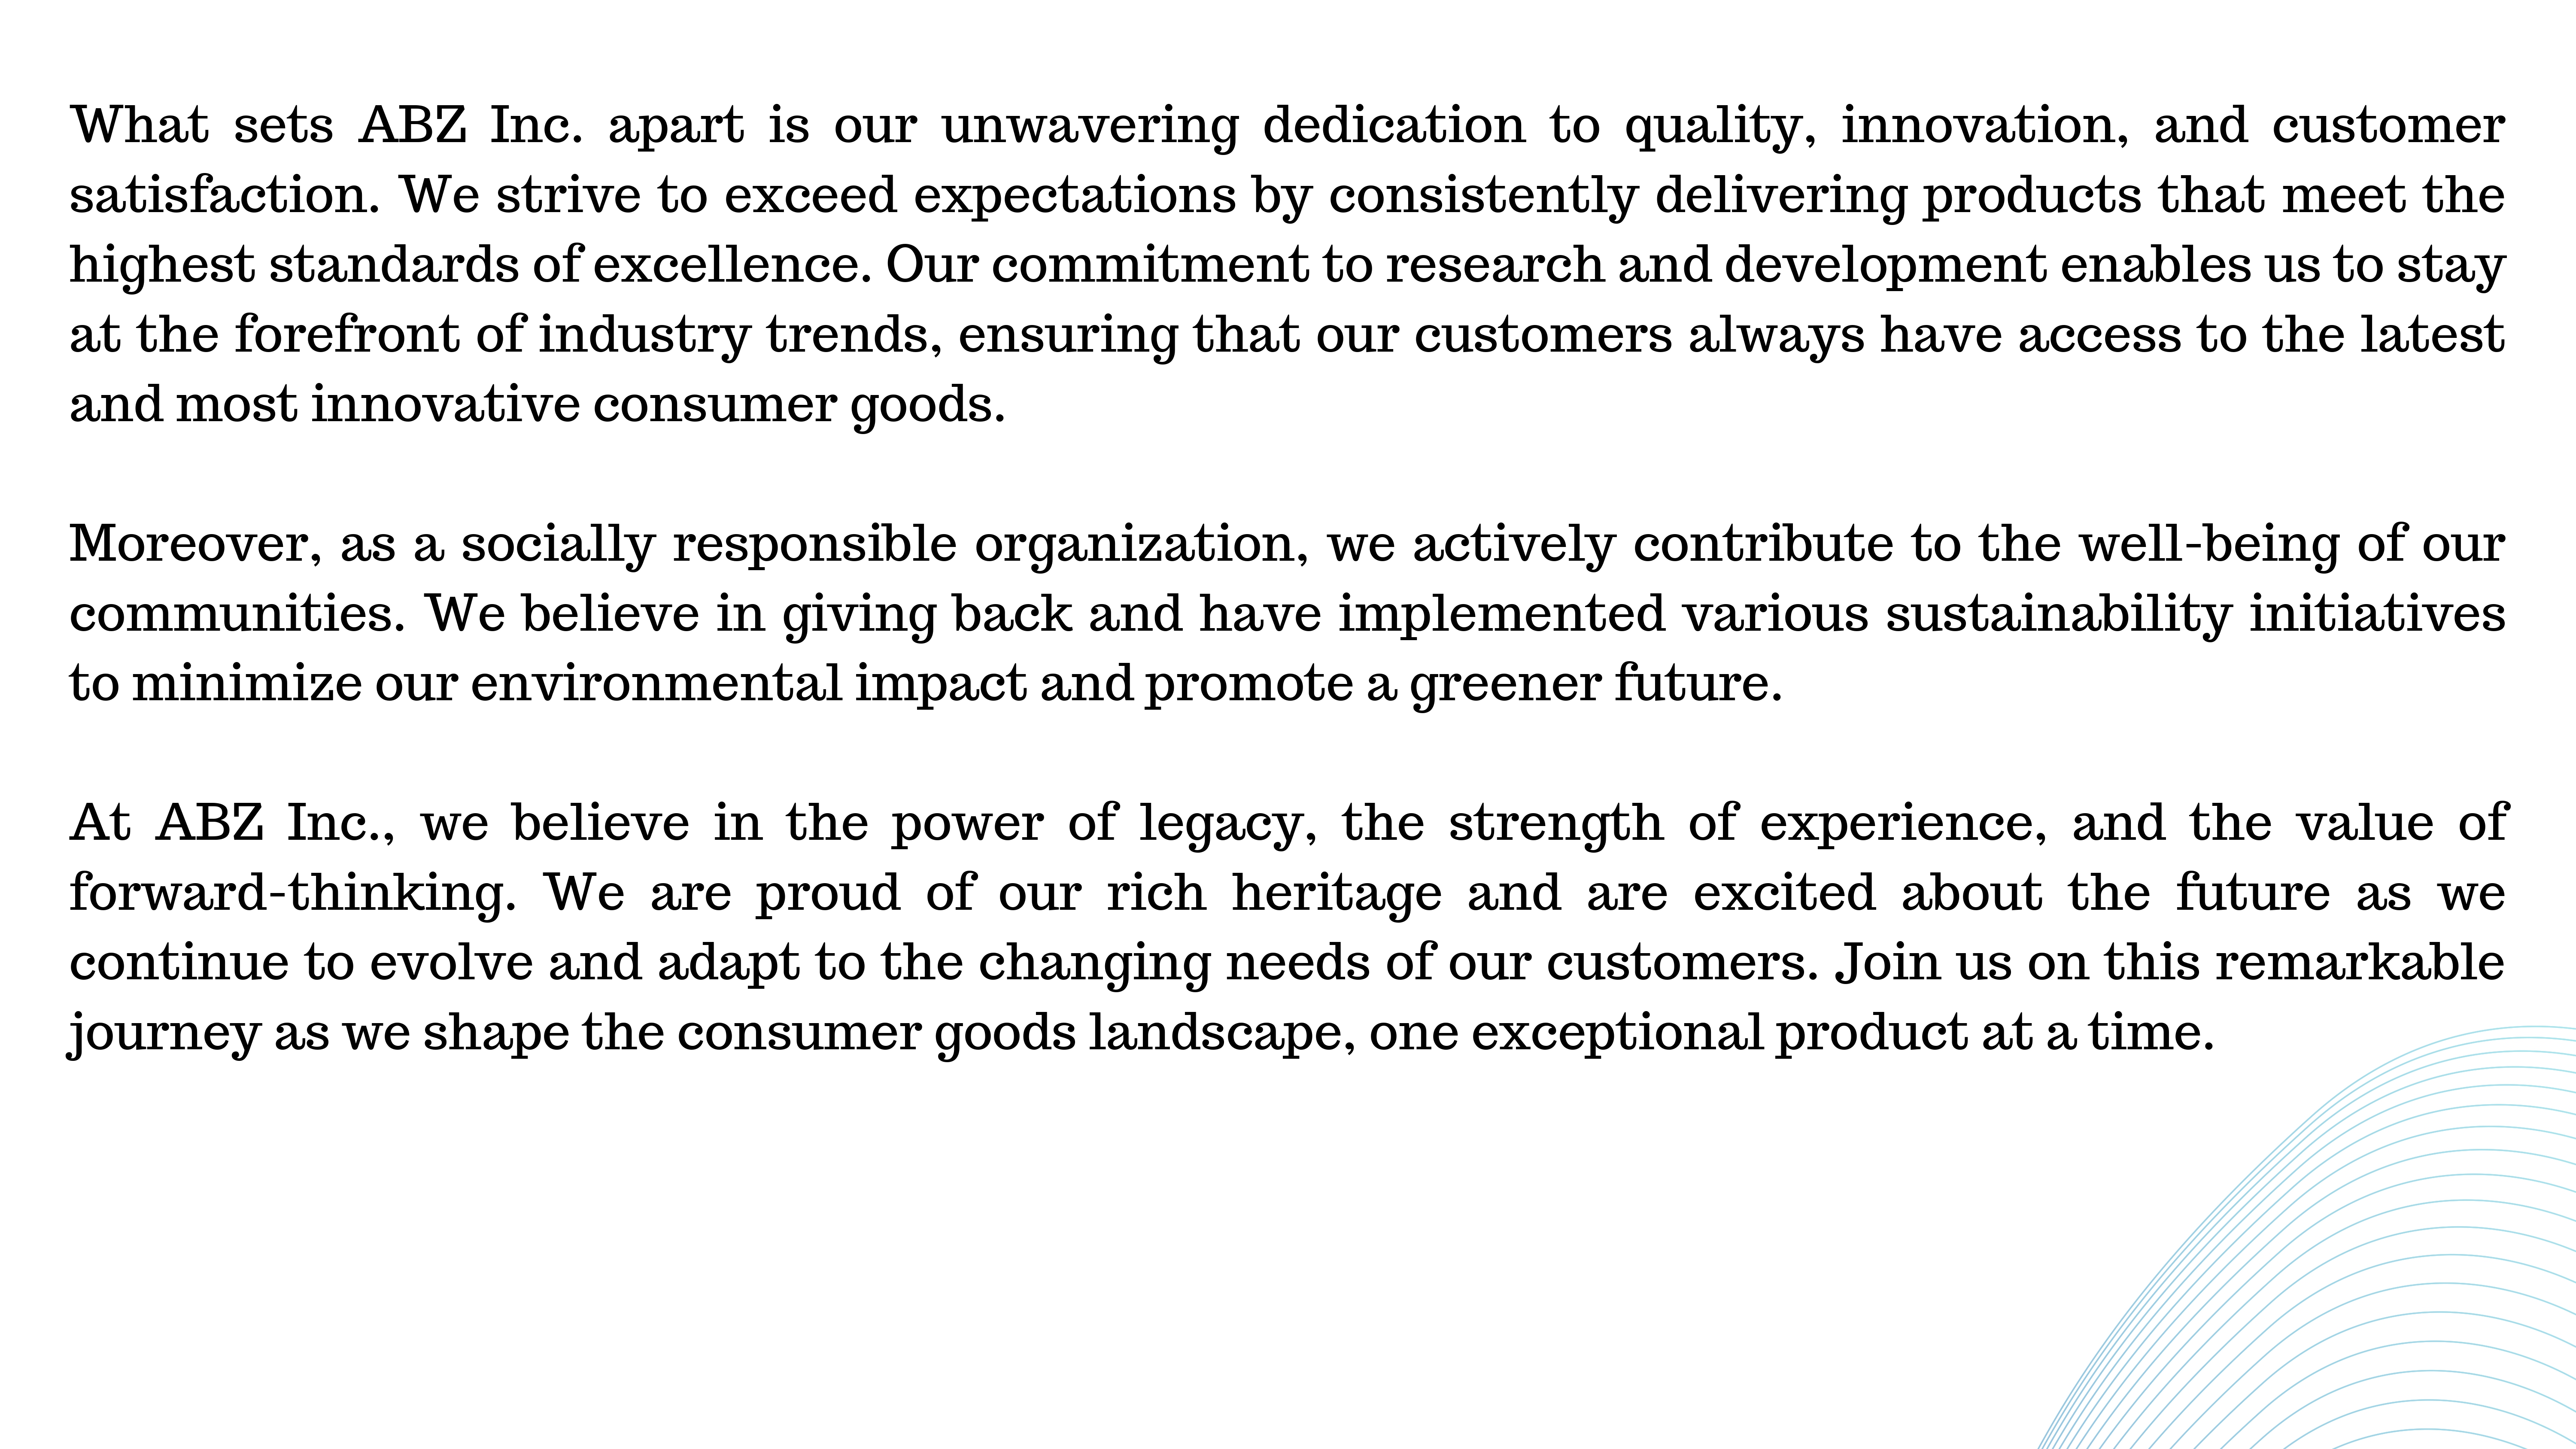 What sets ABZ Inc. apart is our unwavering dedication to quality, innovation, and customer
satisfaction. We strive to exceed expectations by consistently delivering products that meet the
highest standards of excellence. Our commitment to research and development enables us to stay
at the forefront of industry trends, ensuring that our customers always have access to the latest
and most innovative consumer goods.
Moreover, as a socially responsible organization, we actively contribute to the well-being of our
communities. We believe in giving back and have implemented various sustainability initiatives
to minimize our environmental impact and promote a greener future.
At ABZ Inc., we believe in the power of legacy, the strength of experience, and the value of
forward-thinking. We are proud of our rich heritage and are excited about the future as we
continue to evolve and adapt to the changing needs of our customers. Join us on this remarkable
journey as we shape the consumer goods landscape, one exceptional product at a time.